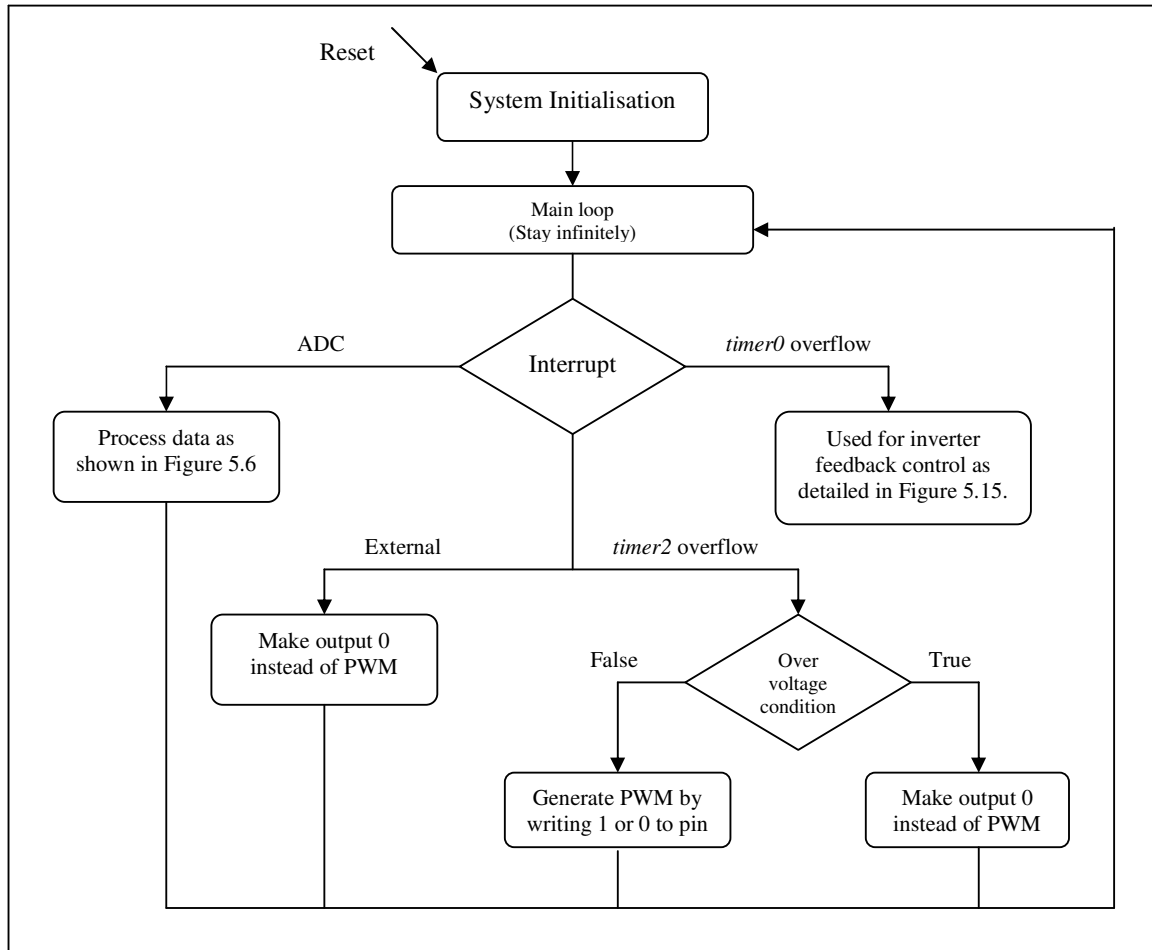 Reset
System Initialisation
Main loop
(Stay infinitely)
ADC
Interrupt
timer0 overflow
Process data as
shown in Figure 5.6
Used for inverter
feedback control as
detailed in Figure 5.15.
External
timer2 overflow
Make output 0
instead of PWM
False
Over
voltage
condition
True
Generate PWM by
writing 1 or 0 to pin
Make output 0
instead of PWM